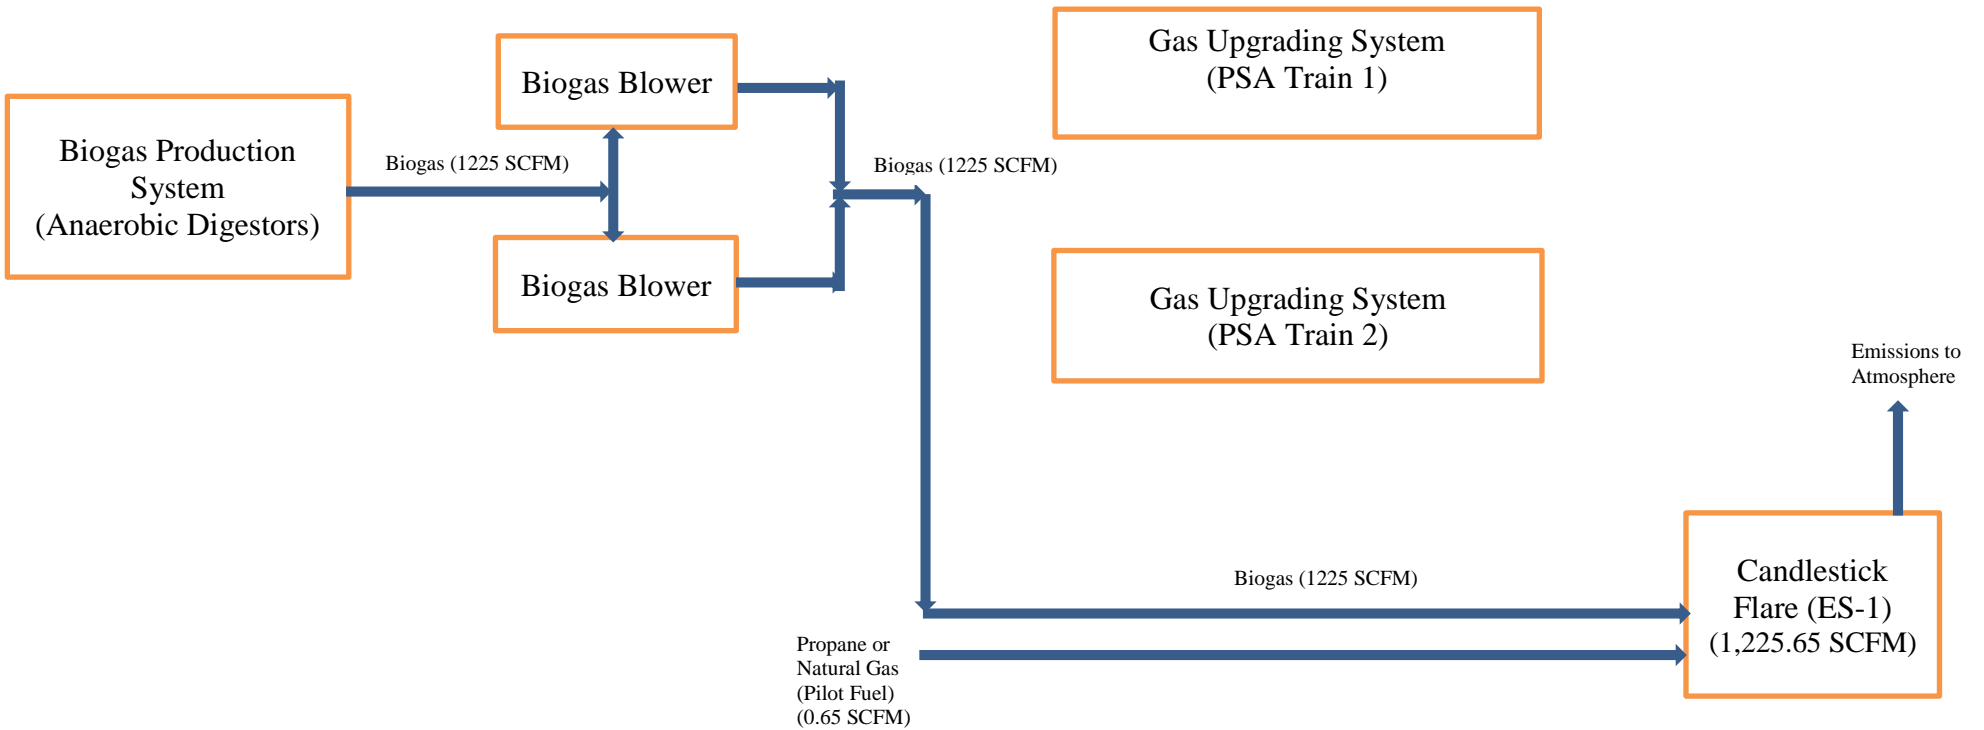 Biogas Production
System
(Anaerobic Digestors)
Biogas (1225 SCFM)
Biogas Blower
Biogas Blower
Biogas (1225 SCFM)
Gas Upgrading System
(PSA Train 1)
Gas Upgrading System
(PSA Train 2)
Emissions to
Atmosphere
Biogas (1225 SCFM)
Propane or
Natural Gas
(Pilot Fuel)
(0.65 SCFM)
Candlestick
Flare (ES-1)
(1,225.65 SCFM)